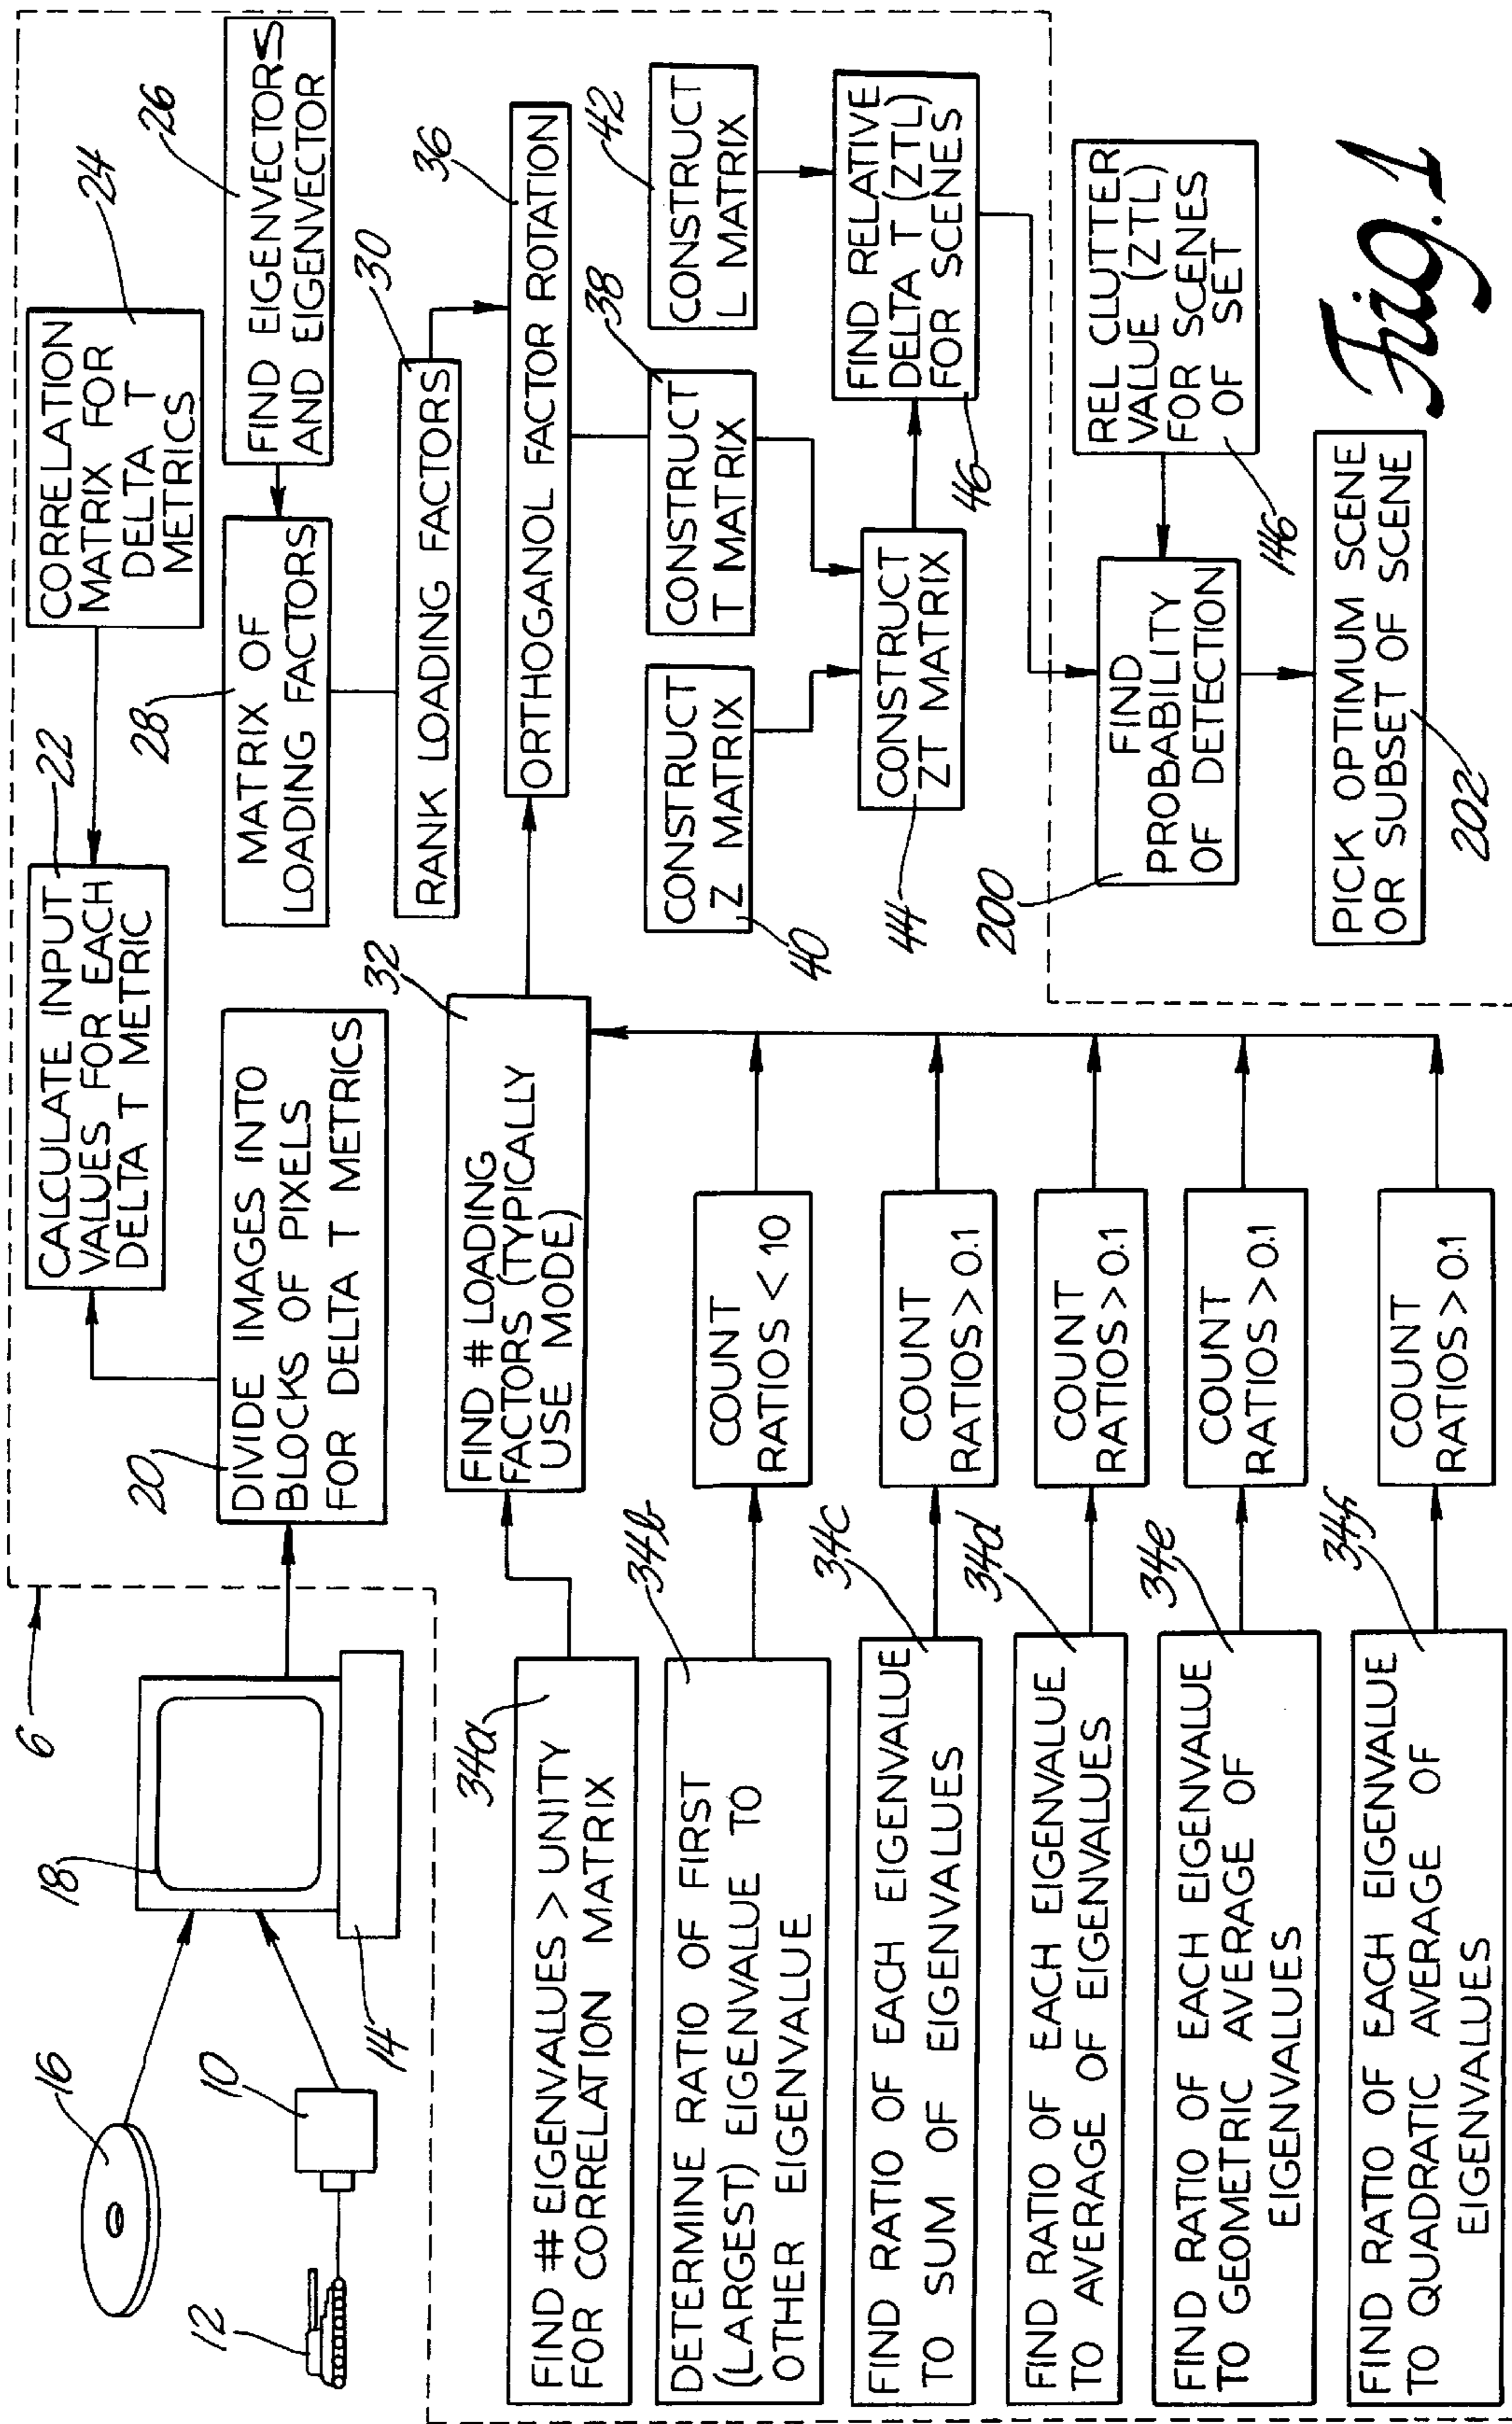 16
12
10
14
18
6
20
DIVIDE IMAGES INTO
BLOCKS OF PIXELS
FOR DELTA T METRICS
22
CALCULATE INPUT
VALUES FOR EACH
DELTA T METRIC
24
CORRELATION
MATRIX FOR
DELTA T
METRICS
26
FIND EIGENVECTORS
AND EIGENVECTOR
28
MATRIX OF
LOADING FACTORS
30
RANK LOADING FACTORS
32
FIND # LOADING
FACTORS (TYPICALLY
USE MODE)
36
ORTHOGANOL FACTOR ROTATION
34a
FIND # EIGENVALUES > UNITY
FOR CORRELATION MATRIX
34b
DETERMINE RATIO OF FIRST
(LARGEST) EIGENVALUE TO
OTHER EIGENVALUE
COUNT
RATIOS < 10
34c
FIND RATIO OF EACH EIGENVALUE
TO SUM OF EIGENVALUES
COUNT
RATIOS > 0.1
34d
FIND RATIO OF EACH EIGENVALUE
TO AVERAGE OF EIGENVALUES
COUNT
RATIOS > 0.1
34e
FIND RATIO OF EACH EIGENVALUE
TO GEOMETRIC AVERAGE OF
EIGENVALUES
COUNT
RATIOS > 0.1
34f
FIND RATIO OF EACH EIGENVALUE
TO QUADRATIC AVERAGE OF
EIGENVALUES
COUNT
RATIOS > 0.1
40
CONSTRUCT
Z MATRIX
38
CONSTRUCT
T MATRIX
42
CONSTRUCT
L MATRIX
44
CONSTRUCT
ZT MATRIX
46
FIND RELATIVE
DELTA T (ZTL)
FOR SCENES
200
FIND
PROBABILITY
OF DETECTION
146
REL CLUTTER
VALUE (ZTL)
FOR SCENES
OF SET
202
PICK OPTIMUM SCENE
OR SUBSET OF SCENE
Fig. 1